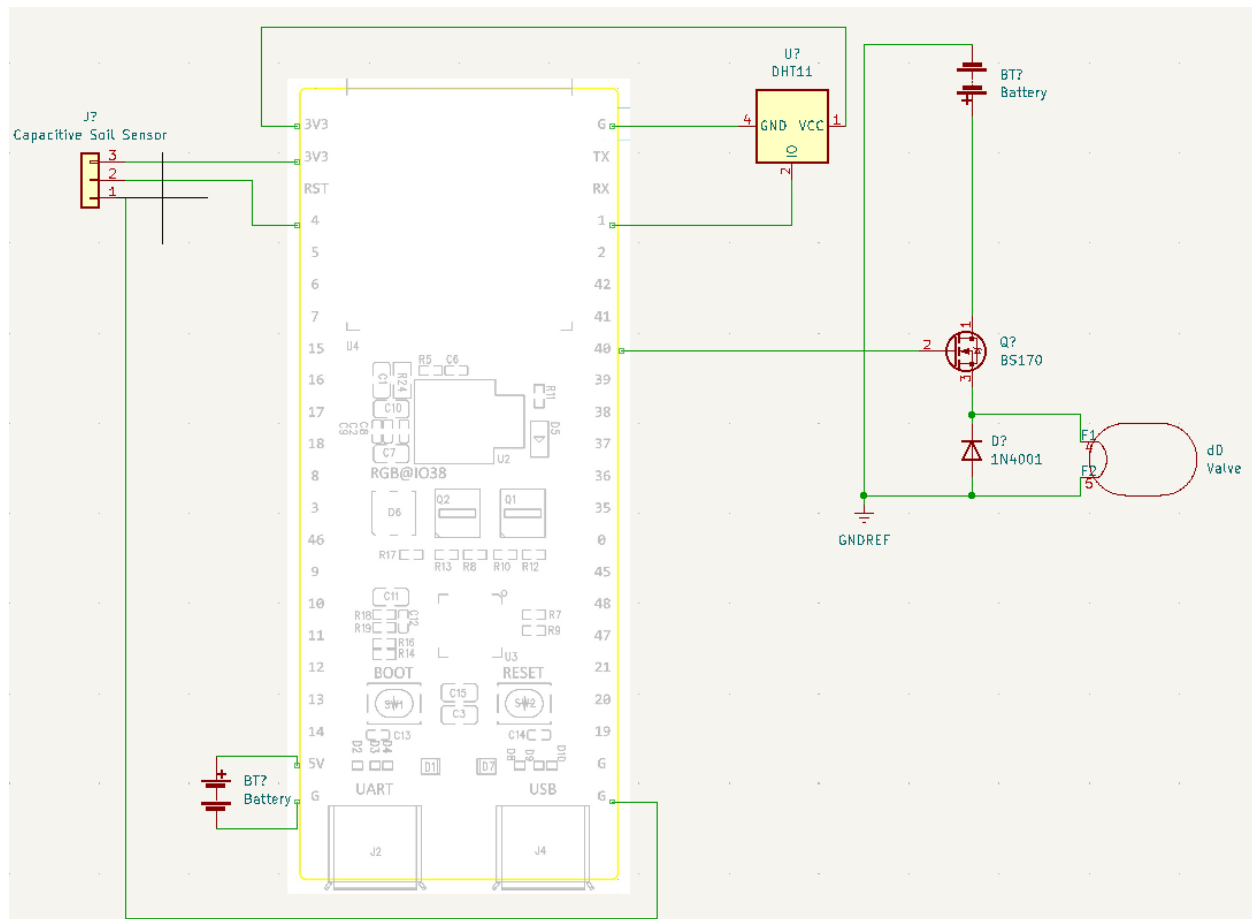 U?
DHT11
4 GND VCC 1
IO
2
BT?
Battery
J?
Capacitive Soil Sensor
3
2
1
3V3
3V3
RST
4
5
6
7
15
16
17
18
8
3
46
9
10
11
12
13
14
5V
G
G
TX
RX
1
2
42
41
40
39
38
37
36
35
0
45
48
47
21
20
19
G
G
U4
R5 C6
C1
R24
C10
C9
C2
C8
C7
R11
D5
U2
RGB@IO38
D6
Q2
Q1
R17
R13 R8 R10 R12
C11
R18
R19
C12
R16
R14
R7
R9
U3
BOOT
RESET
SW1
C15
C3
SW2
C13
C14
D2
D3
D4
D1
D7
D8
D9
D10
UART
USB
J2
J4
BT?
Battery
+
+
1
2
3
Q?
BS170
D?
1N4001
F1
4
F2
5
dD
Valve
GNDREF